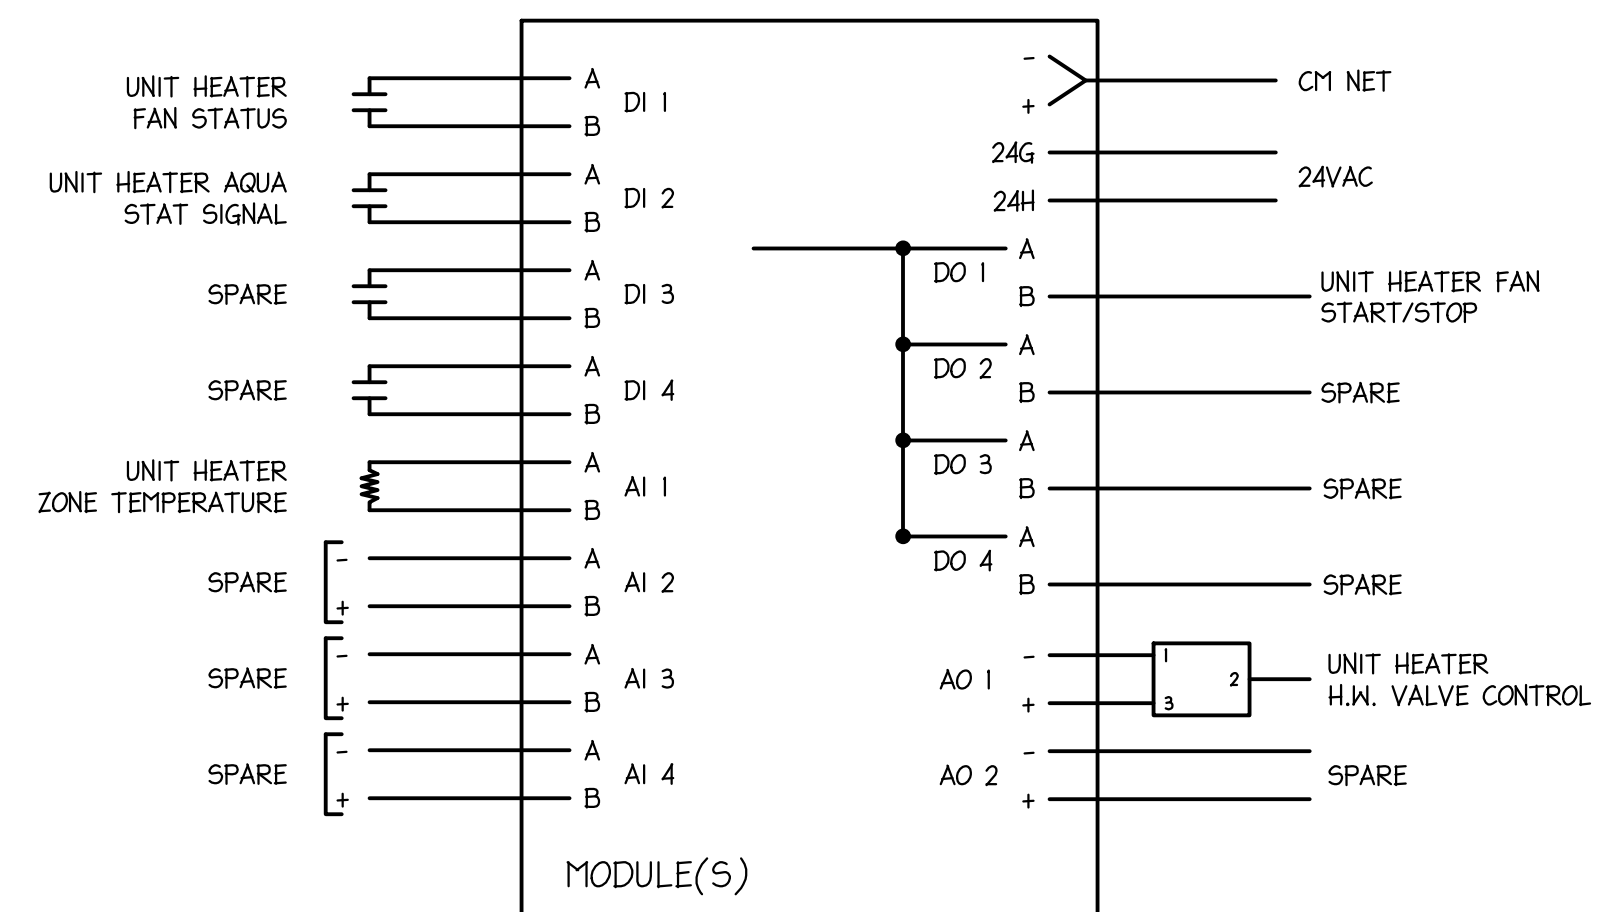 UNIT HEATER
FAN STATUS
A
DI 1
B
UNIT HEATER AQUA
STAT SIGNAL
A
DI 2
B
SPARE
A
DI 3
B
SPARE
A
DI 4
B
UNIT HEATER
ZONE TEMPERATURE
A
AI 1
B
SPARE
-
+
A
AI 2
B
SPARE
-
+
A
AI 3
B
SPARE
-
+
A
AI 4
B
MODULE(S)
-
+
CM NET
24G
24H
24VAC
A
DO 1
B
UNIT HEATER FAN
START/STOP
A
DO 2
B
SPARE
A
DO 3
B
SPARE
A
DO 4
B
SPARE
-
AO 1
+
1
2
3
UNIT HEATER
H.W. VALVE CONTROL
-
AO 2
+
SPARE